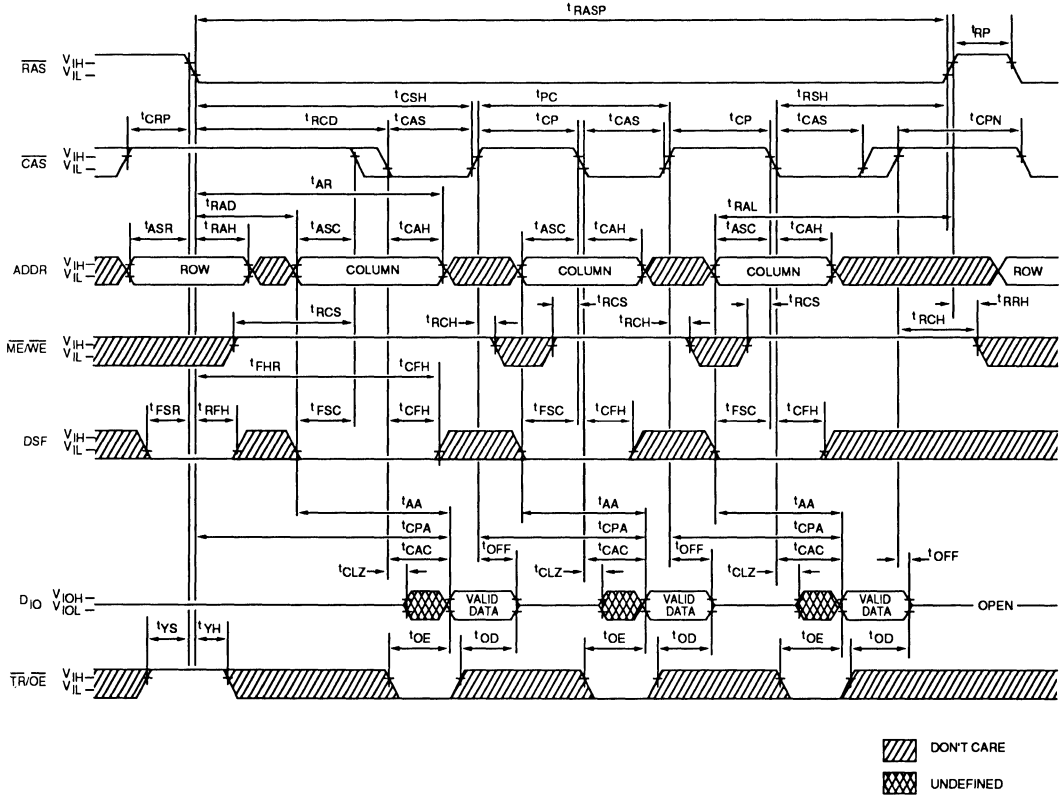 tRASP
tRP
RAS VIH VIL
tCSH tPC tRSH
tCRP tRCD tCAS tCP tCAS tCP tCAS tCPN
CAS VIH VIL
tAR
tRAD tRAL
tASR tRAH tASC tCAH tASC tCAH tASC tCAH
ADDR VIH VIL ROW COLUMN COLUMN COLUMN ROW
tRCS tRCS tRCS tRRH
tRCH tRCH tRCH
ME/WE VIH VIL
tFHR tCFH
tFSR tRFH tFSC tCFH tFSC tCFH tFSC tCFH
DSF VIH VIL
tAA tAA tAA
tCPA tCPA tCPA
tCAC tOFF tCAC tOFF tCAC tOFF
tCLZ tCLZ tCLZ
DIO VIOH VIOL VALID DATA VALID DATA VALID DATA OPEN
tYS tYH tOE tOD tOE tOD tOE tOD
TR/OE VIH VIL
DON'T CARE
UNDEFINED